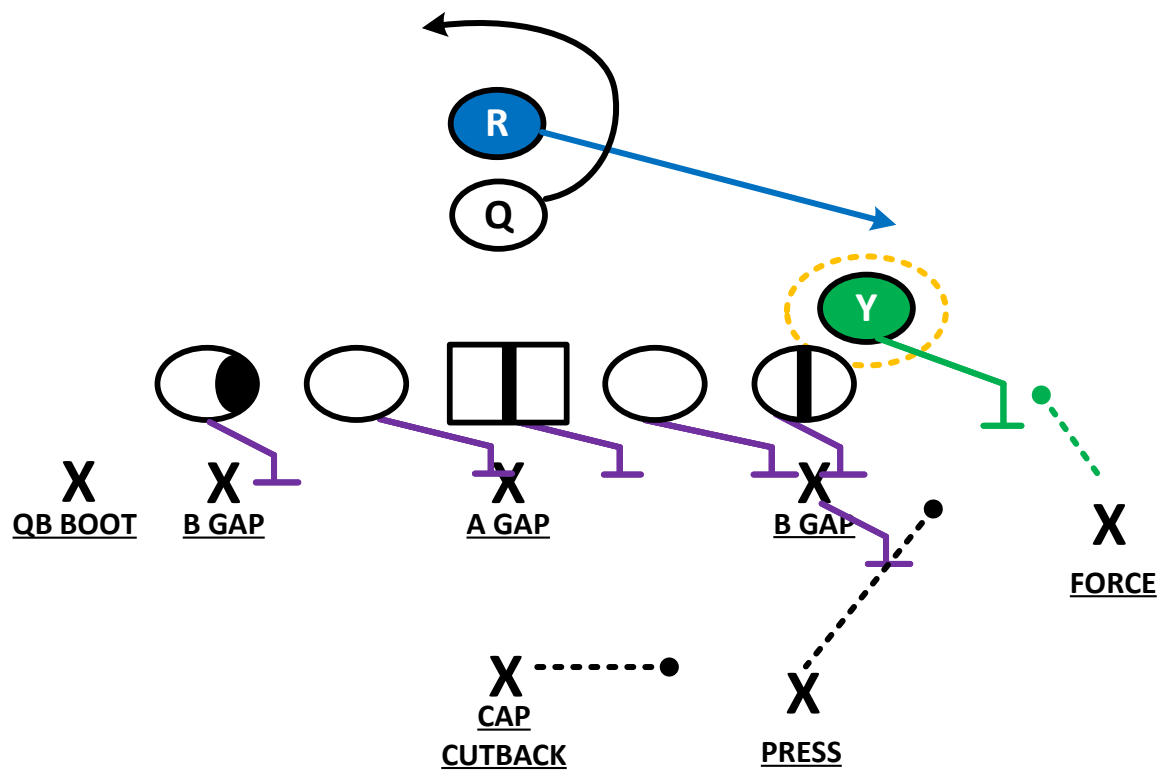 R
Q
Y
X X X X
QB BOOT B GAP A GAP B GAP
X
FORCE
X X
CAP
CUTBACK PRESS